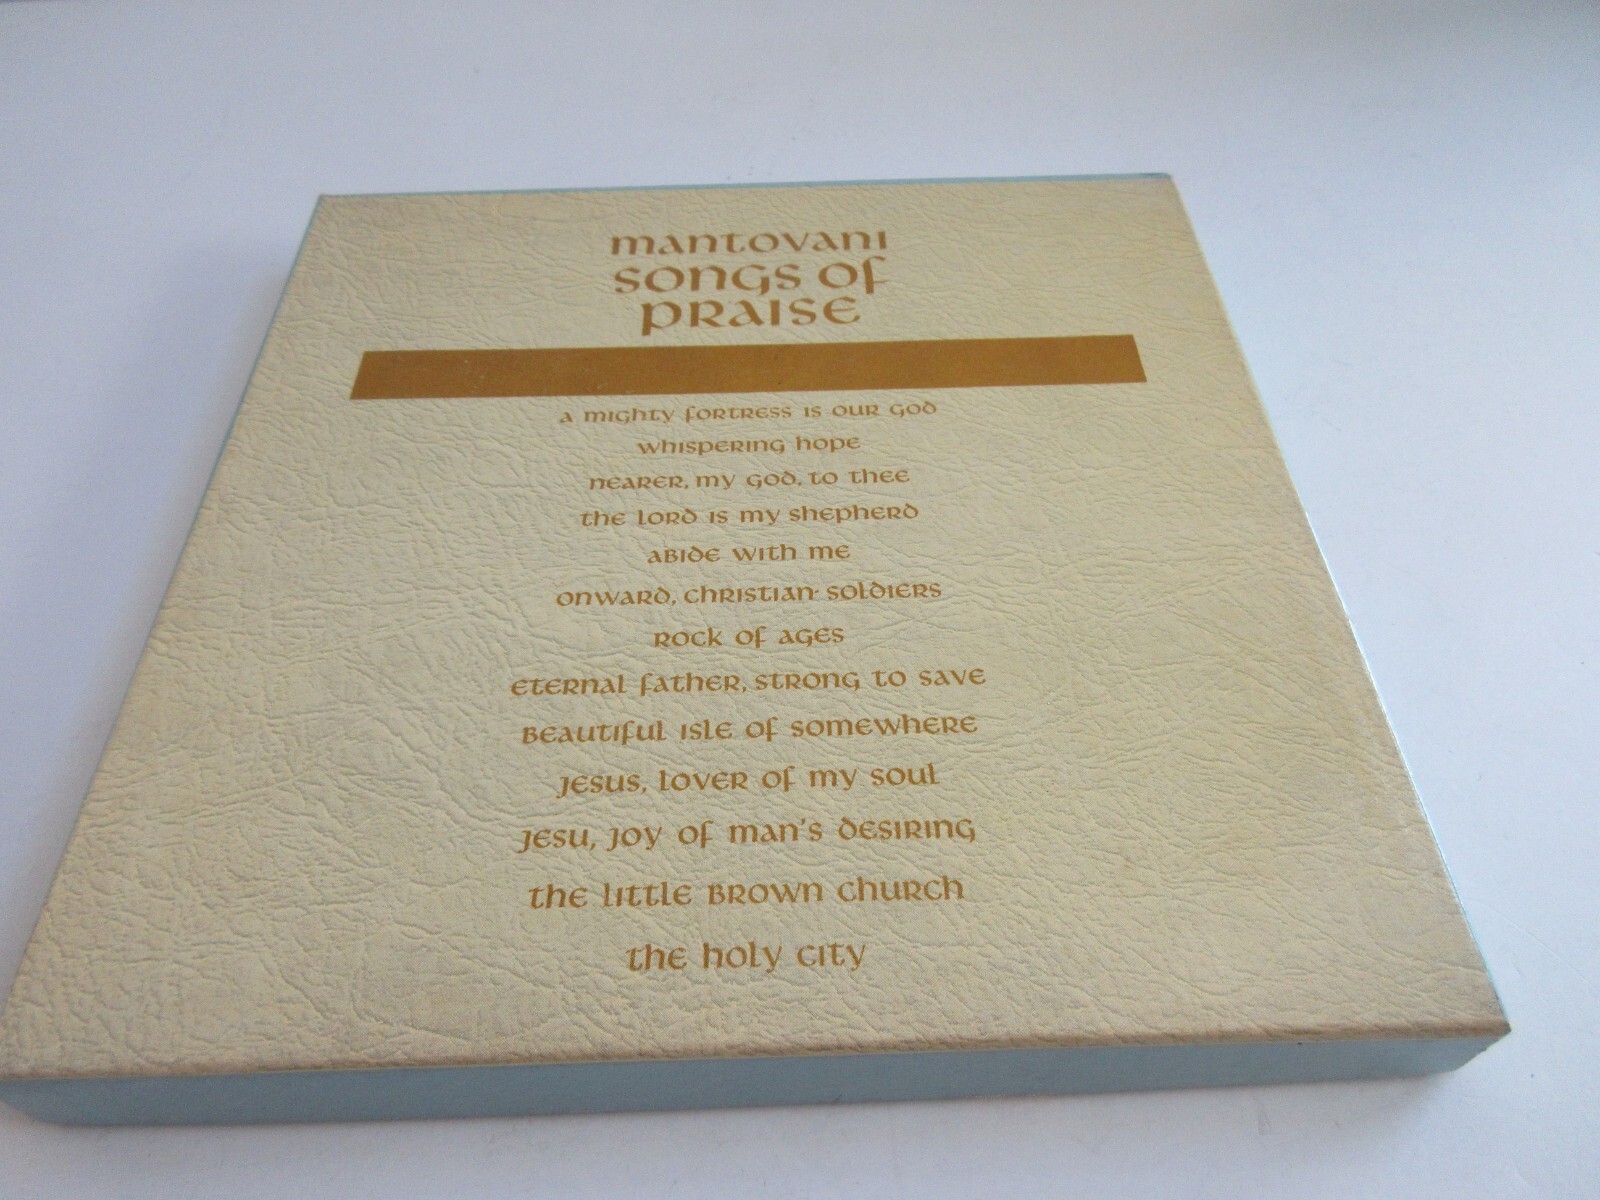 mantovani
songs of
praise
a mighty fortress is our god
whispering hope
nearer, my god, to thee
the lord is my shepherd
abide with me
onward, christian soldiers
rock of ages
eternal father, strong to save
beautiful isle of somewhere
jesus, lover of my soul
jesu, joy of man's desiring
the little brown church
the holy city